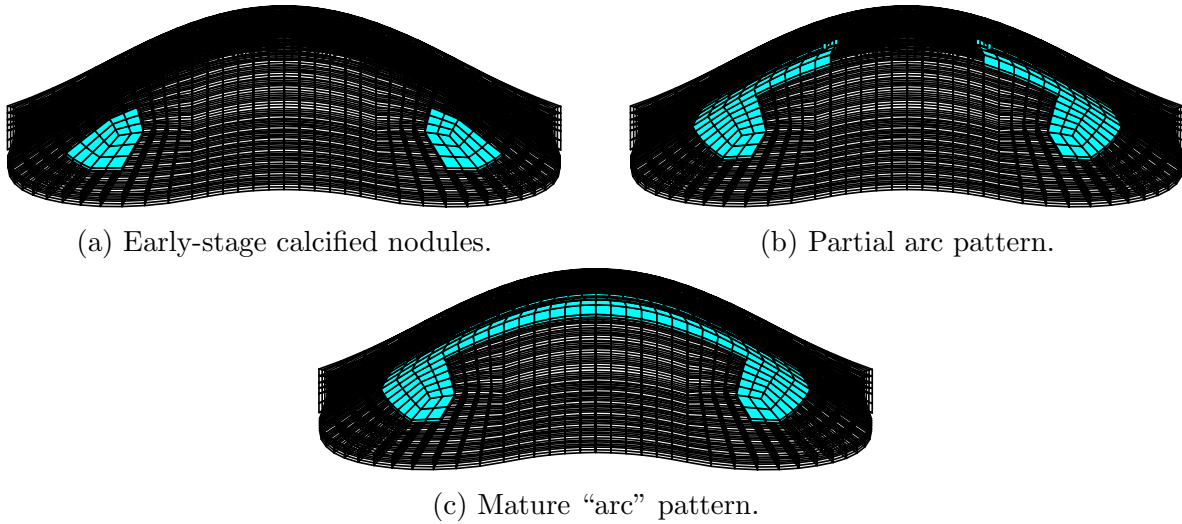 (a) Early-stage calcified nodules.
(b) Partial arc pattern.
(c) Mature “arc” pattern.